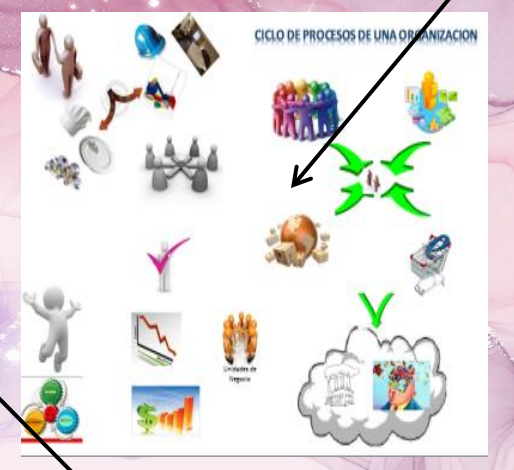 CICLO DE PROCESOS DE UNA ORGANIZACION
Unidades de
Negocio